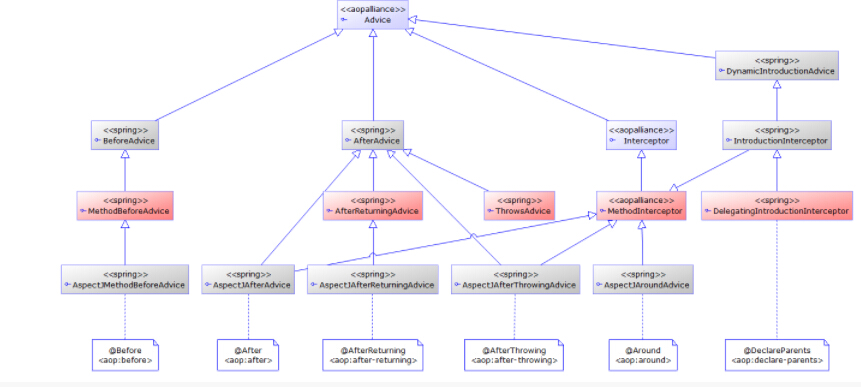 <<aopalliance>>
Advice
<<spring>>
DynamicIntroductionAdvice
<<spring>>
BeforeAdvice
<<spring>>
AfterAdvice
<<aopalliance>>
Interceptor
<<spring>>
IntroductionInterceptor
<<spring>>
MethodBeforeAdvice
<<spring>>
AfterReturningAdvice
<<spring>>
ThrowsAdvice
<<aopalliance>>
MethodInterceptor
<<spring>>
DelegatingIntroductionInterceptor
<<spring>>
AspectJMethodBeforeAdvice
<<spring>>
AspectJAfterAdvice
<<spring>>
AspectJAfterReturningAdvice
<<spring>>
AspectJAfterThrowingAdvice
<<spring>>
AspectJAroundAdvice
@Before
<aop:before>
@After
<aop:after>
@AfterReturning
<aop:after-returning>
@AfterThrowing
<aop:after-throwing>
@Around
<aop:around>
@DeclareParents
<aop:declare-parents>